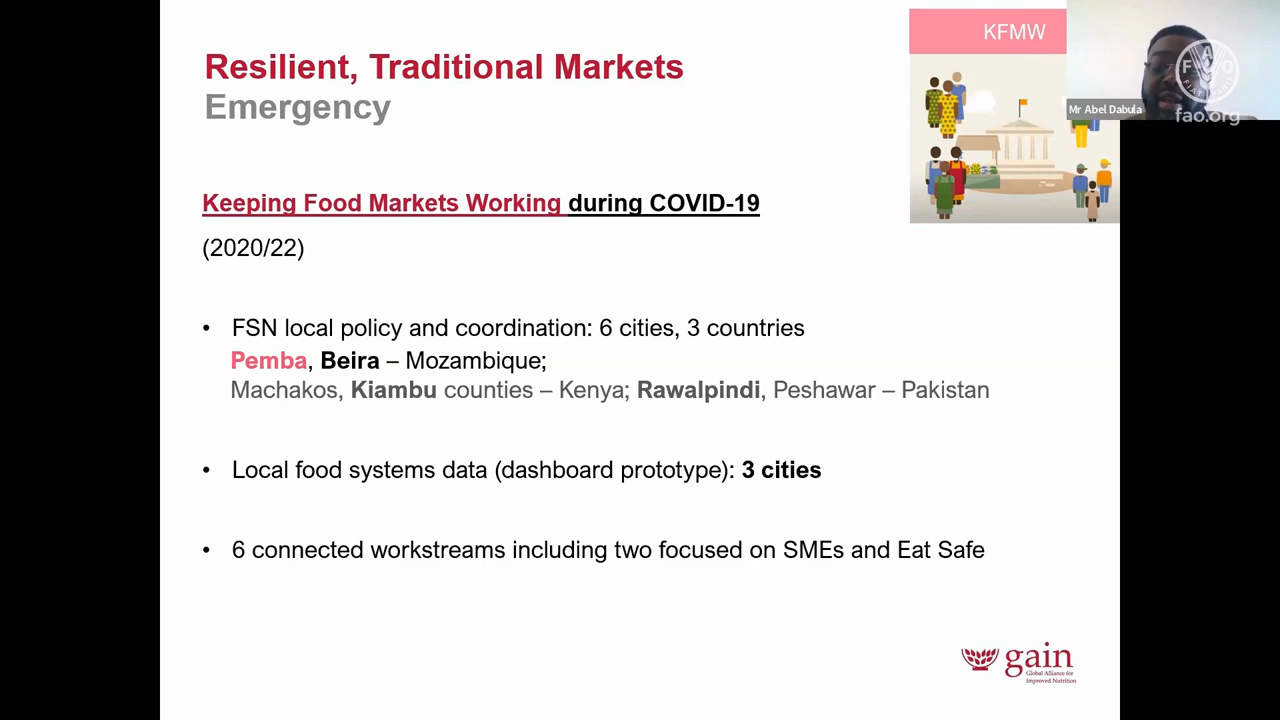 Resilient, Traditional Markets
Emergency
KFMW
Mr Abel Dabula
FAO
FIAT PANIS
fao.org
Keeping Food Markets Working during COVID-19
(2020/22)
• FSN local policy and coordination: 6 cities, 3 countries
Pemba, Beira – Mozambique;
Machakos, Kiambu counties – Kenya; Rawalpindi, Peshawar – Pakistan
• Local food systems data (dashboard prototype): 3 cities
• 6 connected workstreams including two focused on SMEs and Eat Safe
gain
Global Alliance for
Improved Nutrition